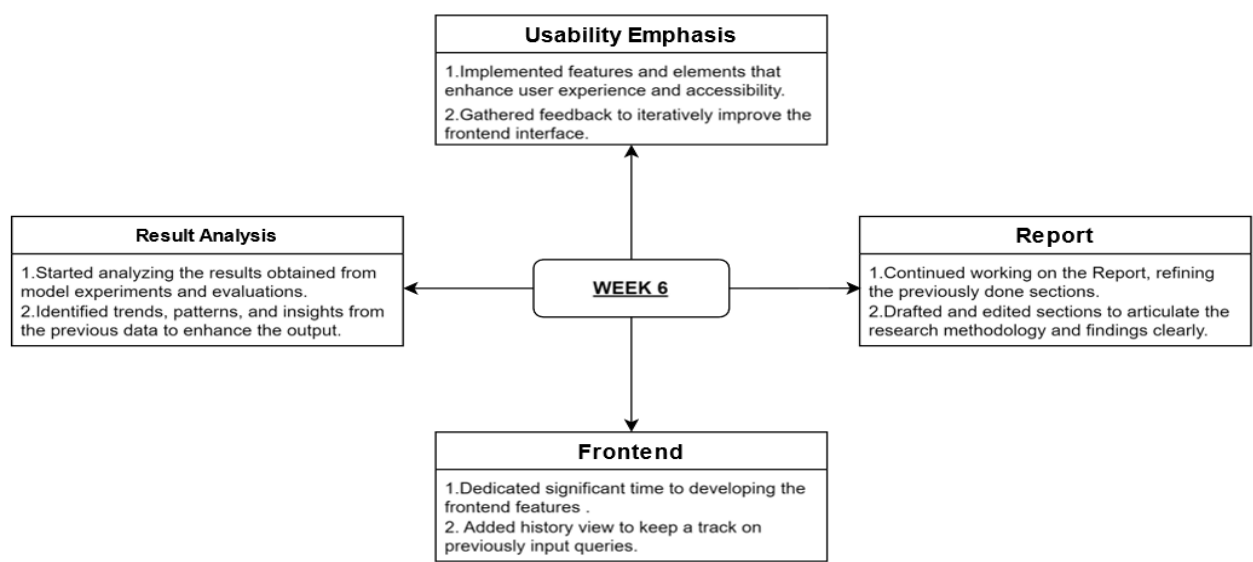 Usability Emphasis
1.Implemented features and elements that
enhance user experience and accessibility.
2.Gathered feedback to iteratively improve the
frontend interface.
Result Analysis
1.Started analyzing the results obtained from
model experiments and evaluations.
2.Identified trends, patterns, and insights from
the previous data to enhance the output.
WEEK 6
Report
1.Continued working on the Report, refining
the previously done sections.
2.Drafted and edited sections to articulate the
research methodology and findings clearly.
Frontend
1.Dedicated significant time to developing the
frontend features .
2. Added history view to keep a track on
previously input queries.